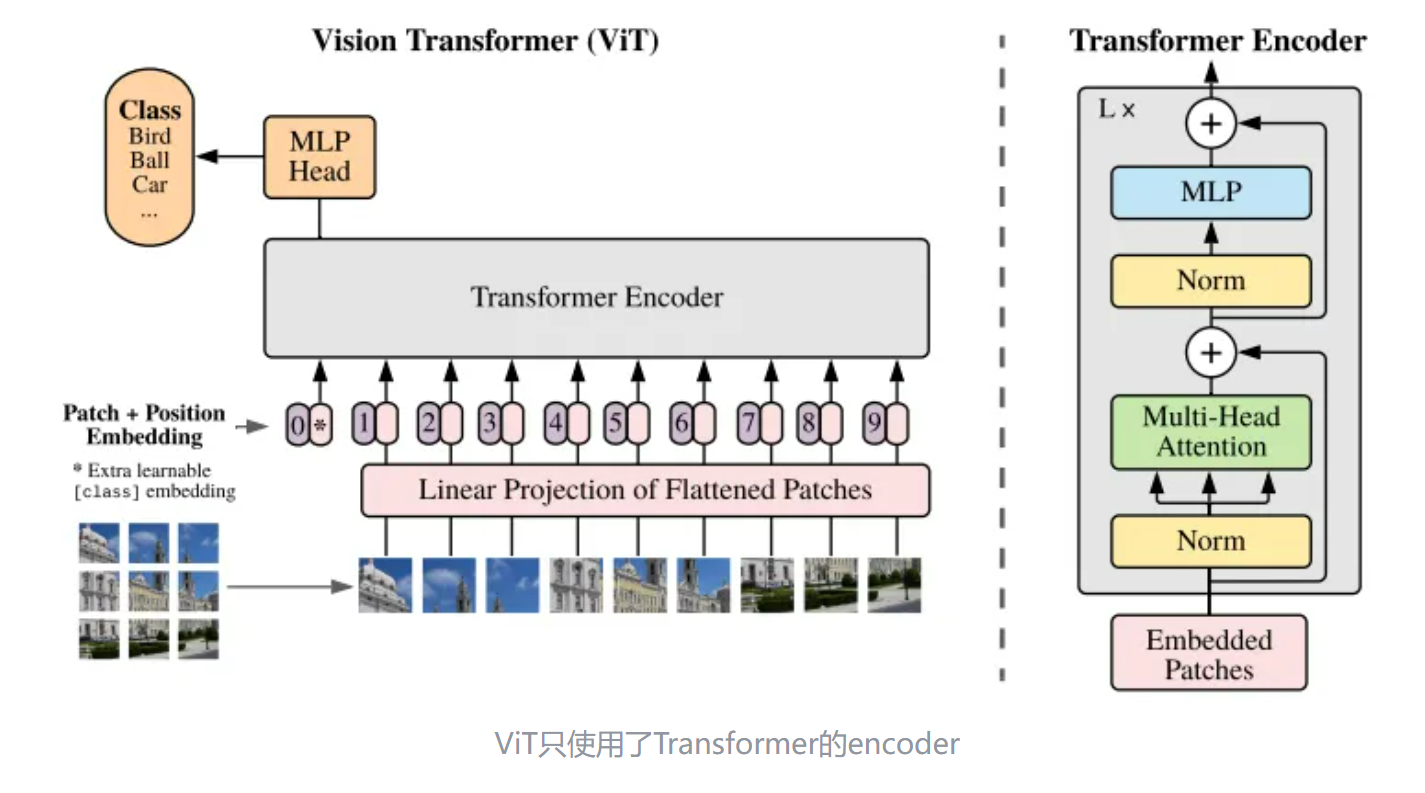 Vision Transformer (ViT)
Class
Bird
Ball
Car
...
MLP
Head
Transformer Encoder
Patch + Position
Embedding
* Extra learnable
[class] embedding
0 *
1
2
3
4
5
6
7
8
9
Linear Projection of Flattened Patches
Transformer Encoder
L ×
+
MLP
Norm
+
Multi-Head
Attention
Norm
Embedded
Patches
ViT只使用了Transformer的encoder